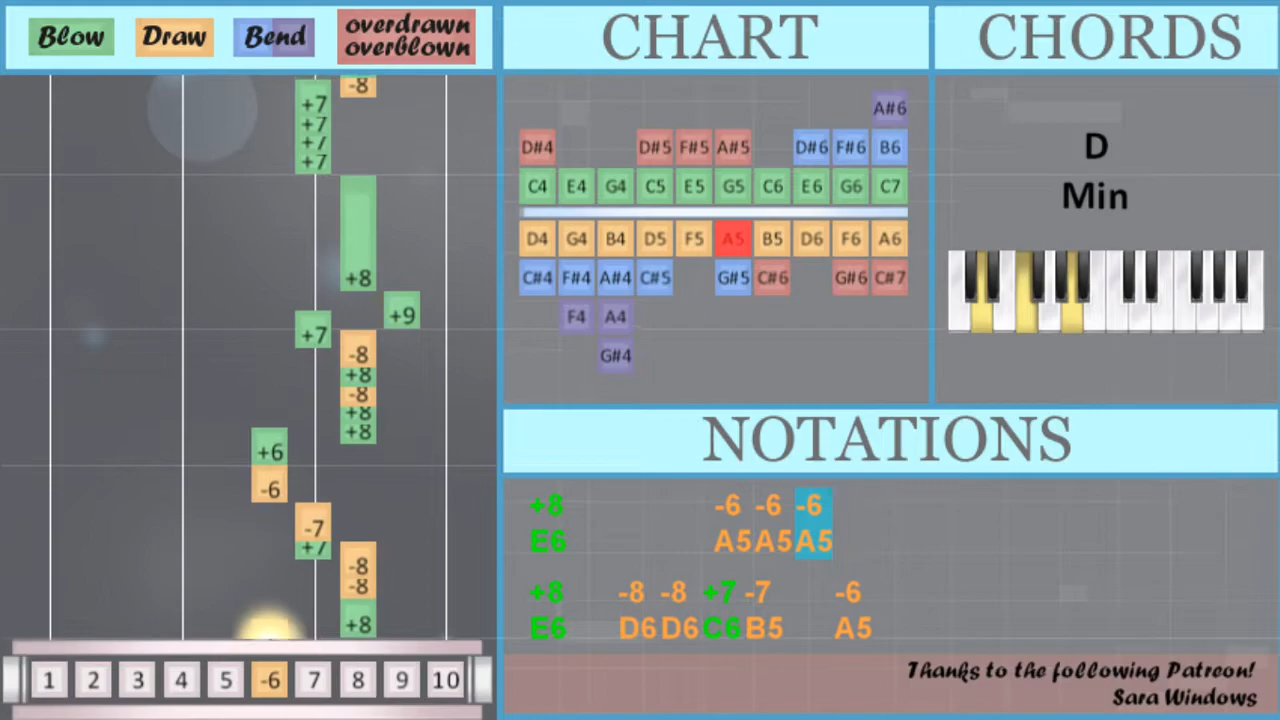 Blow Draw Bend overdrawn
overblown
CHART
CHORDS
-8
+7
+7
+7
+7
+8
+9
+7
-8
+8
-8
+8
+8
+6
-6
-7
+7
-8
-8
+8
1 2 3 4 5 -6 7 8 9 10
A#6
D#4 D#5 F#5 A#5 D#6 F#6 B6
C4 E4 G4 C5 E5 G5 C6 E6 G6 C7
D4 G4 B4 D5 F5 A5 B5 D6 F6 A6
C#4 F#4 A#4 C#5 G#5 C#6 G#6 C#7
F4 A4
G#4
D
Min
NOTATIONS
+8 -6 -6 -6
E6 A5 A5 A5
+8 -8 -8 +7 -7 -6
E6 D6 D6 C6 B5 A5
Thanks to the following Patreon!
Sara Windows